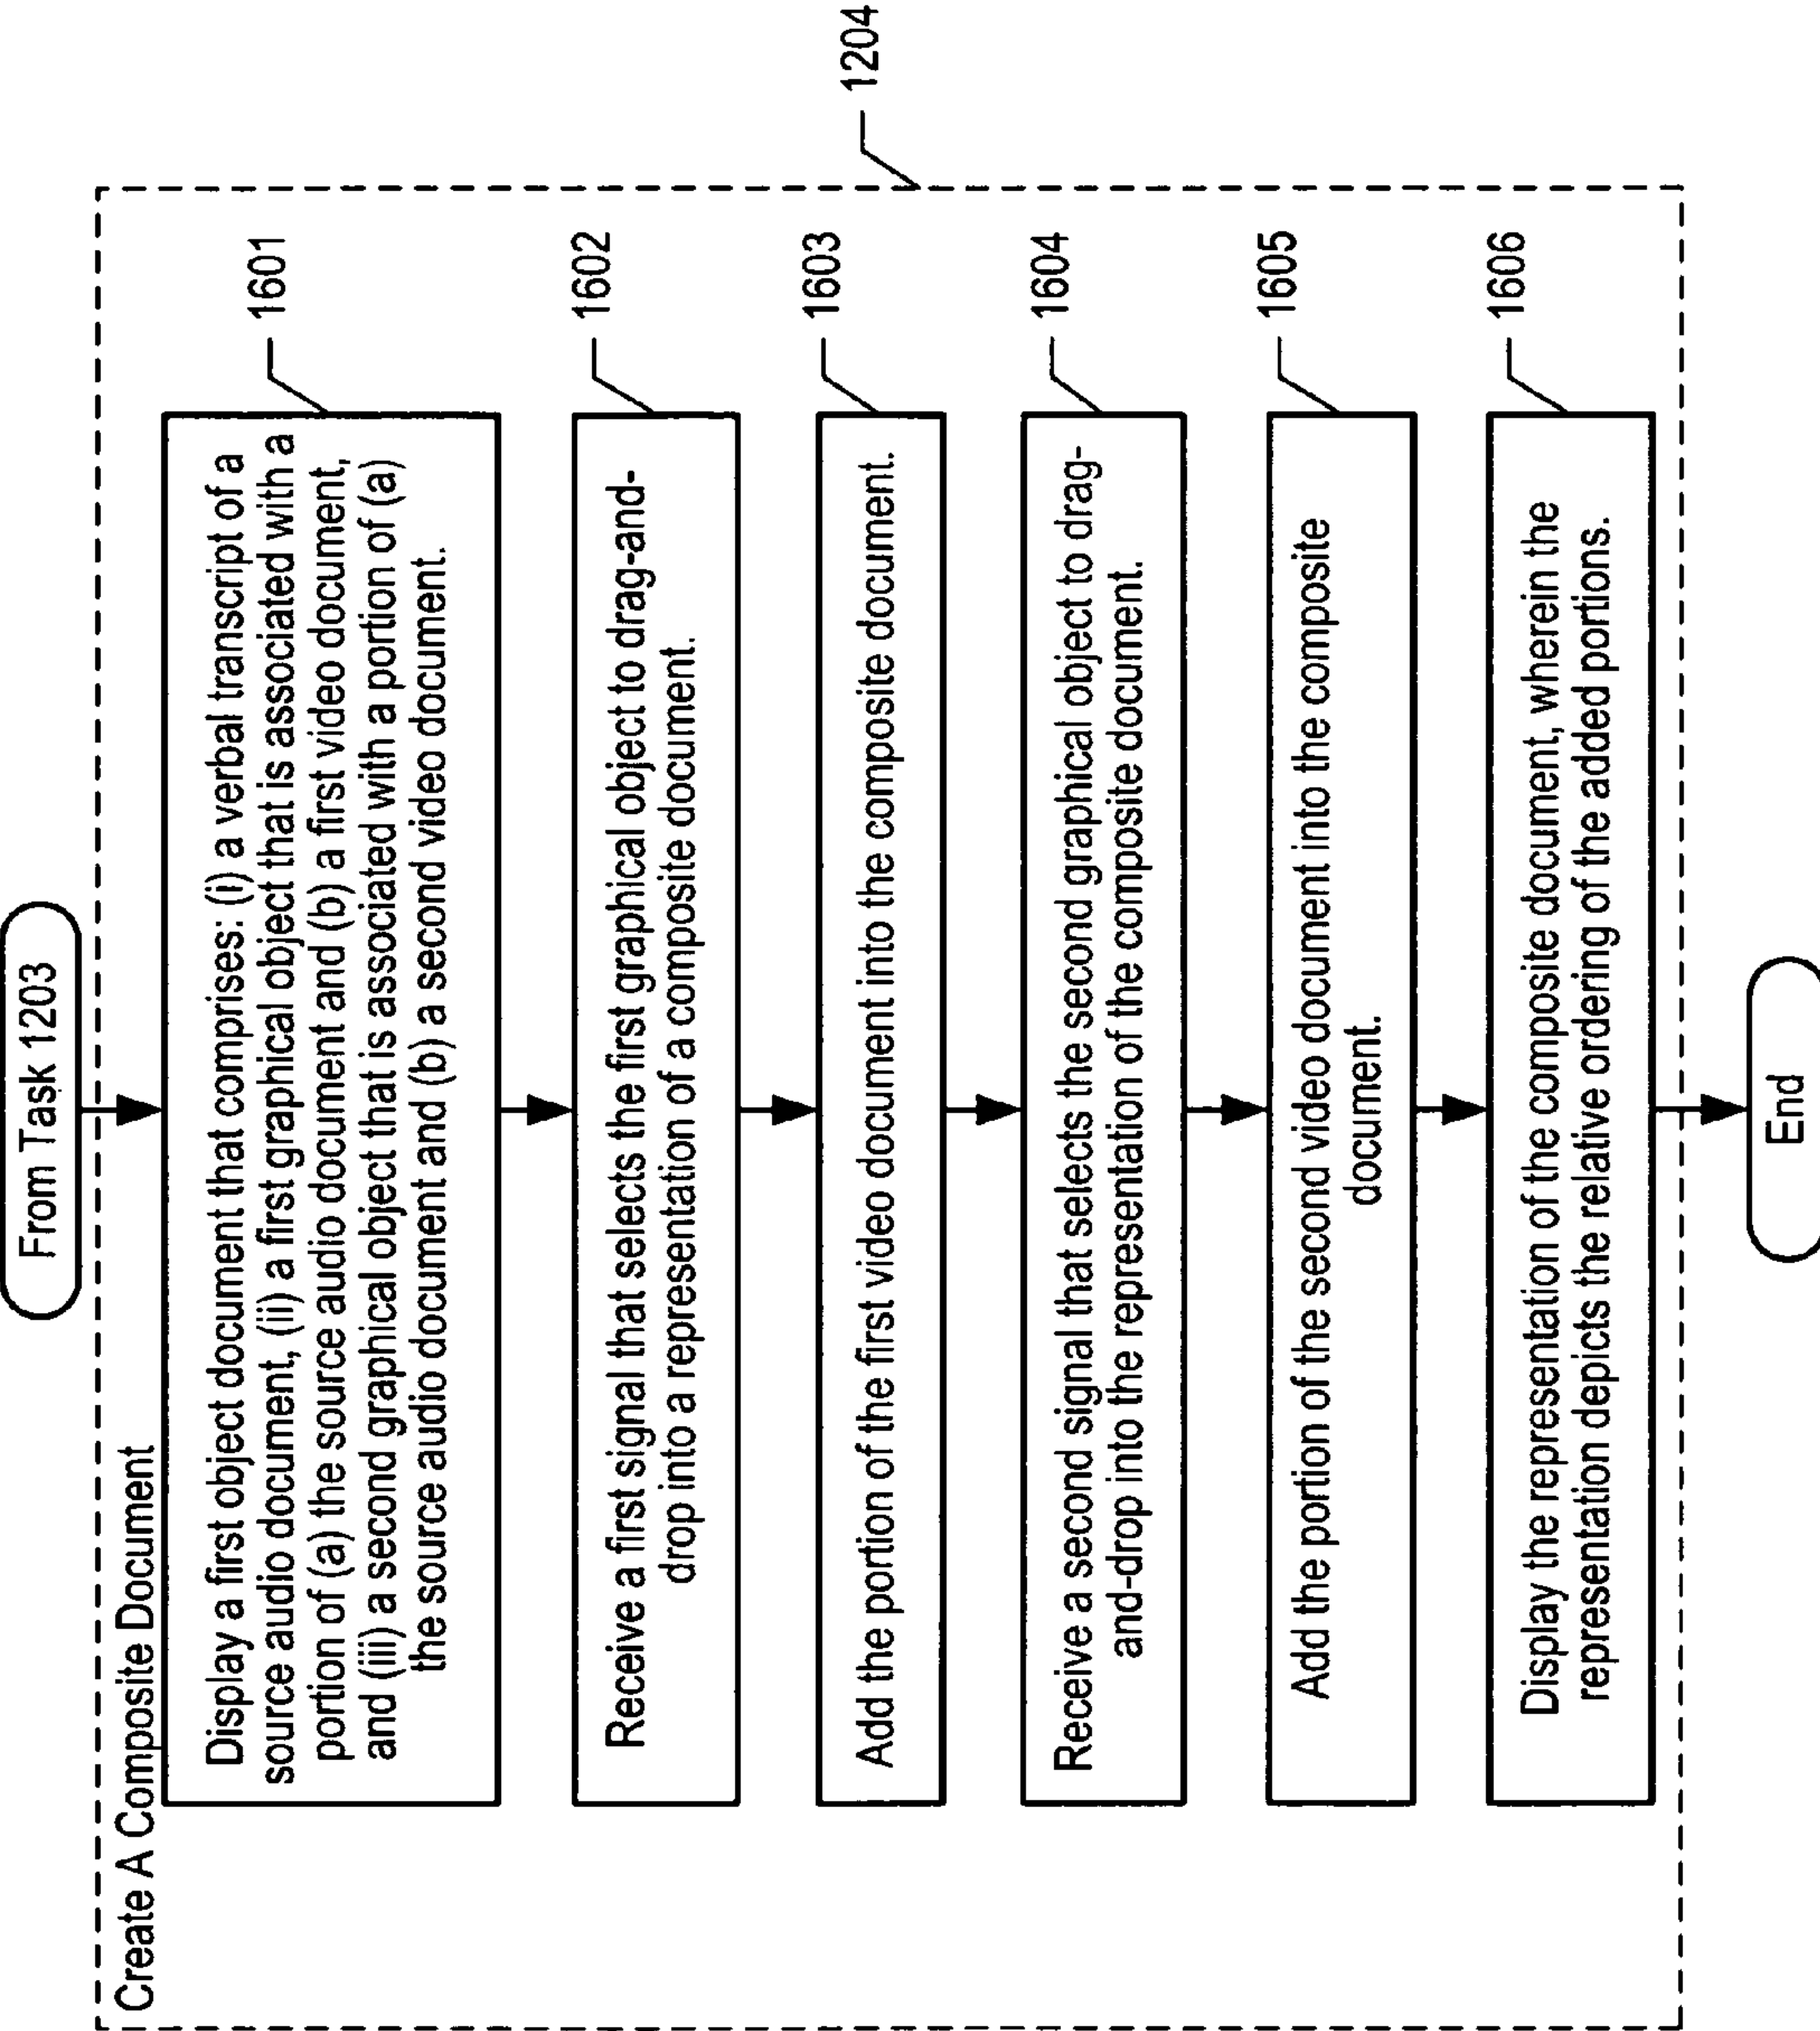 From Task 1203
Create A Composite Document
Display a first object document that comprises: (i) a verbal transcript of a
source audio document, (ii) a first graphical object that is associated with a
portion of (a) the source audio document and (b) a first video document,
and (iii) a second graphical object that is associated with a portion of (a)
the source audio document and (b) a second video document.
1601
Receive a first signal that selects the first graphical object to drag-and-
drop into a representation of a composite document.
1602
Add the portion of the first video document into the composite document.
1603
Receive a second signal that selects the second graphical object to drag-
and-drop into the representation of the composite document.
1604
Add the portion of the second video document into the composite
document.
1605
Display the representation of the composite document, wherein the
representation depicts the relative ordering of the added portions.
1606
1204
End